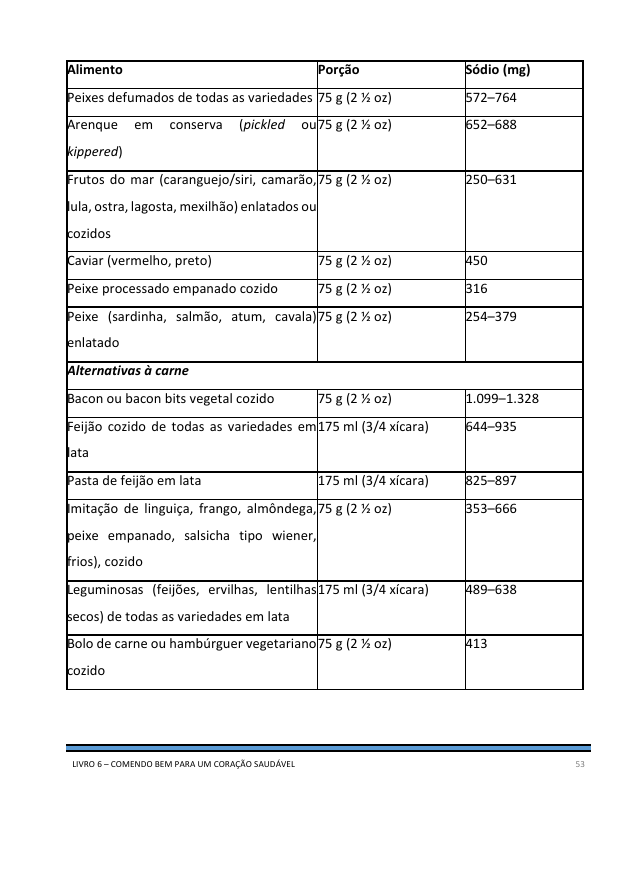 Alimento Porção Sódio (mg)
Peixes defumados de todas as variedades 75 g (2 ½ oz) 572–764
Arenque em conserva (pickled ou 75 g (2 ½ oz) 652–688
kippered)
Frutos do mar (caranguejo/siri, camarão, 75 g (2 ½ oz) 250–631
lula, ostra, lagosta, mexilhão) enlatados ou
cozidos
Caviar (vermelho, preto) 75 g (2 ½ oz) 450
Peixe processado empanado cozido 75 g (2 ½ oz) 316
Peixe (sardinha, salmão, atum, cavala) 75 g (2 ½ oz) 254–379
enlatado
Alternativas à carne
Bacon ou bacon bits vegetal cozido 75 g (2 ½ oz) 1.099–1.328
Feijão cozido de todas as variedades em 175 ml (3/4 xícara) 644–935
lata
Pasta de feijão em lata 175 ml (3/4 xícara) 825–897
Imitação de linguiça, frango, almôndega, 75 g (2 ½ oz) 353–666
peixe empanado, salsicha tipo wiener,
frios), cozido
Leguminosas (feijões, ervilhas, lentilhas 175 ml (3/4 xícara) 489–638
secos) de todas as variedades em lata
Bolo de carne ou hambúrguer vegetariano 75 g (2 ½ oz) 413
cozido
LIVRO 6 – COMENDO BEM PARA UM CORAÇÃO SAUDÁVEL 53